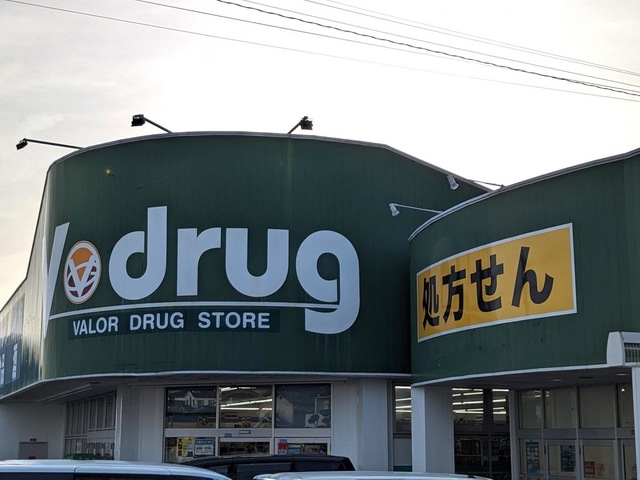 V drug
VALOR DRUG STORE
処方せん